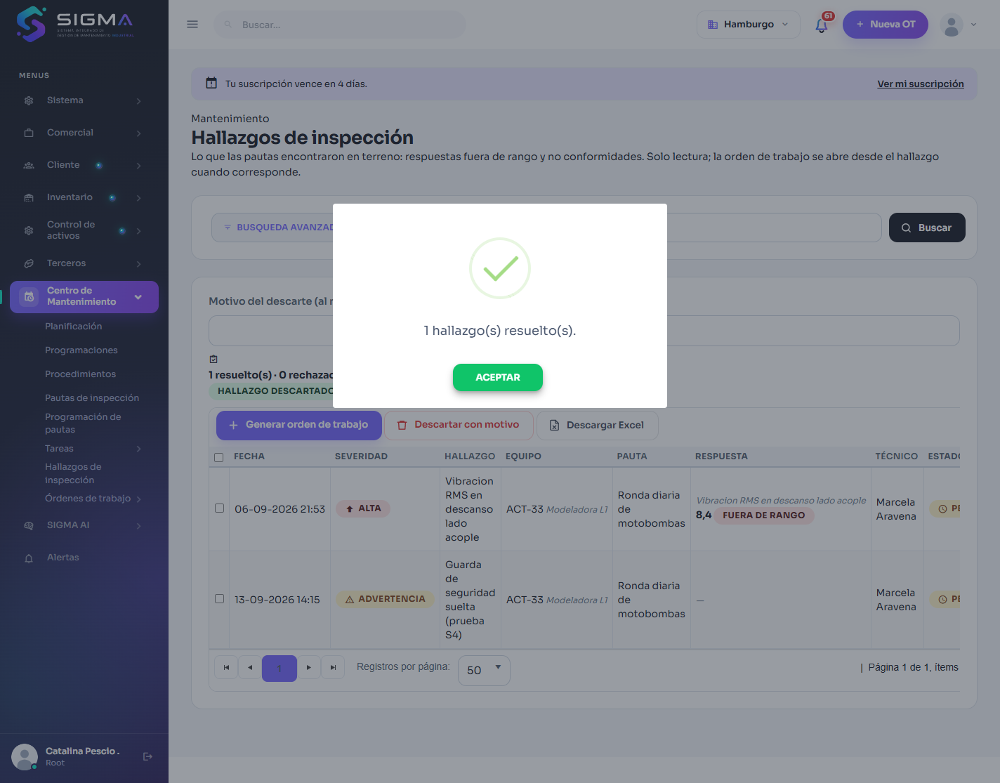 SIGMA
SISTEMA INTEGRADO DE
GESTIÓN DE MANTENIMIENTO INDUSTRIAL
MENUS
Sistema
Comercial
Cliente
Inventario
Control de
activos
Terceros
Centro de
Mantenimiento
Planificación
Programaciones
Procedimientos
Pautas de inspección
Programación de
pautas
Tareas
Hallazgos de
inspección
Órdenes de trabajo
SIGMA AI
Alertas
Catalina Pescio .
Root
Buscar...
Hamburgo
61
+ Nueva OT
Tu suscripción vence en 4 días.
Ver mi suscripción
Mantenimiento
Hallazgos de inspección
Lo que las pautas encontraron en terreno: respuestas fuera de rango y no conformidades. Solo lectura; la orden de trabajo se abre desde el hallazgo
cuando corresponde.
BUSQUEDA AVANZAD
Buscar
Motivo del descarte (al
1 resuelto(s) · 0 rechazad
HALLAZGO DESCARTADO
1 hallazgo(s) resuelto(s).
ACEPTAR
+ Generar orden de trabajo
Descartar con motivo
Descargar Excel
FECHA SEVERIDAD HALLAZGO EQUIPO PAUTA RESPUESTA TÉCNICO ESTADO
06-09-2026 21:53
ALTA
Vibracion
RMS en
descanso
lado
acople
ACT-33 Modeladora L1
Ronda diaria
de
motobombas
Vibracion RMS en descanso lado acople
8,4 FUERA DE RANGO
Marcela
Aravena
PE
13-09-2026 14:15
ADVERTENCIA
Guarda
de
seguridad
suelta
(prueba
S4)
ACT-33 Modeladora L1
Ronda diaria
de
motobombas
—
Marcela
Aravena
PE
1
Registros por página:
50
| Página 1 de 1, ítems